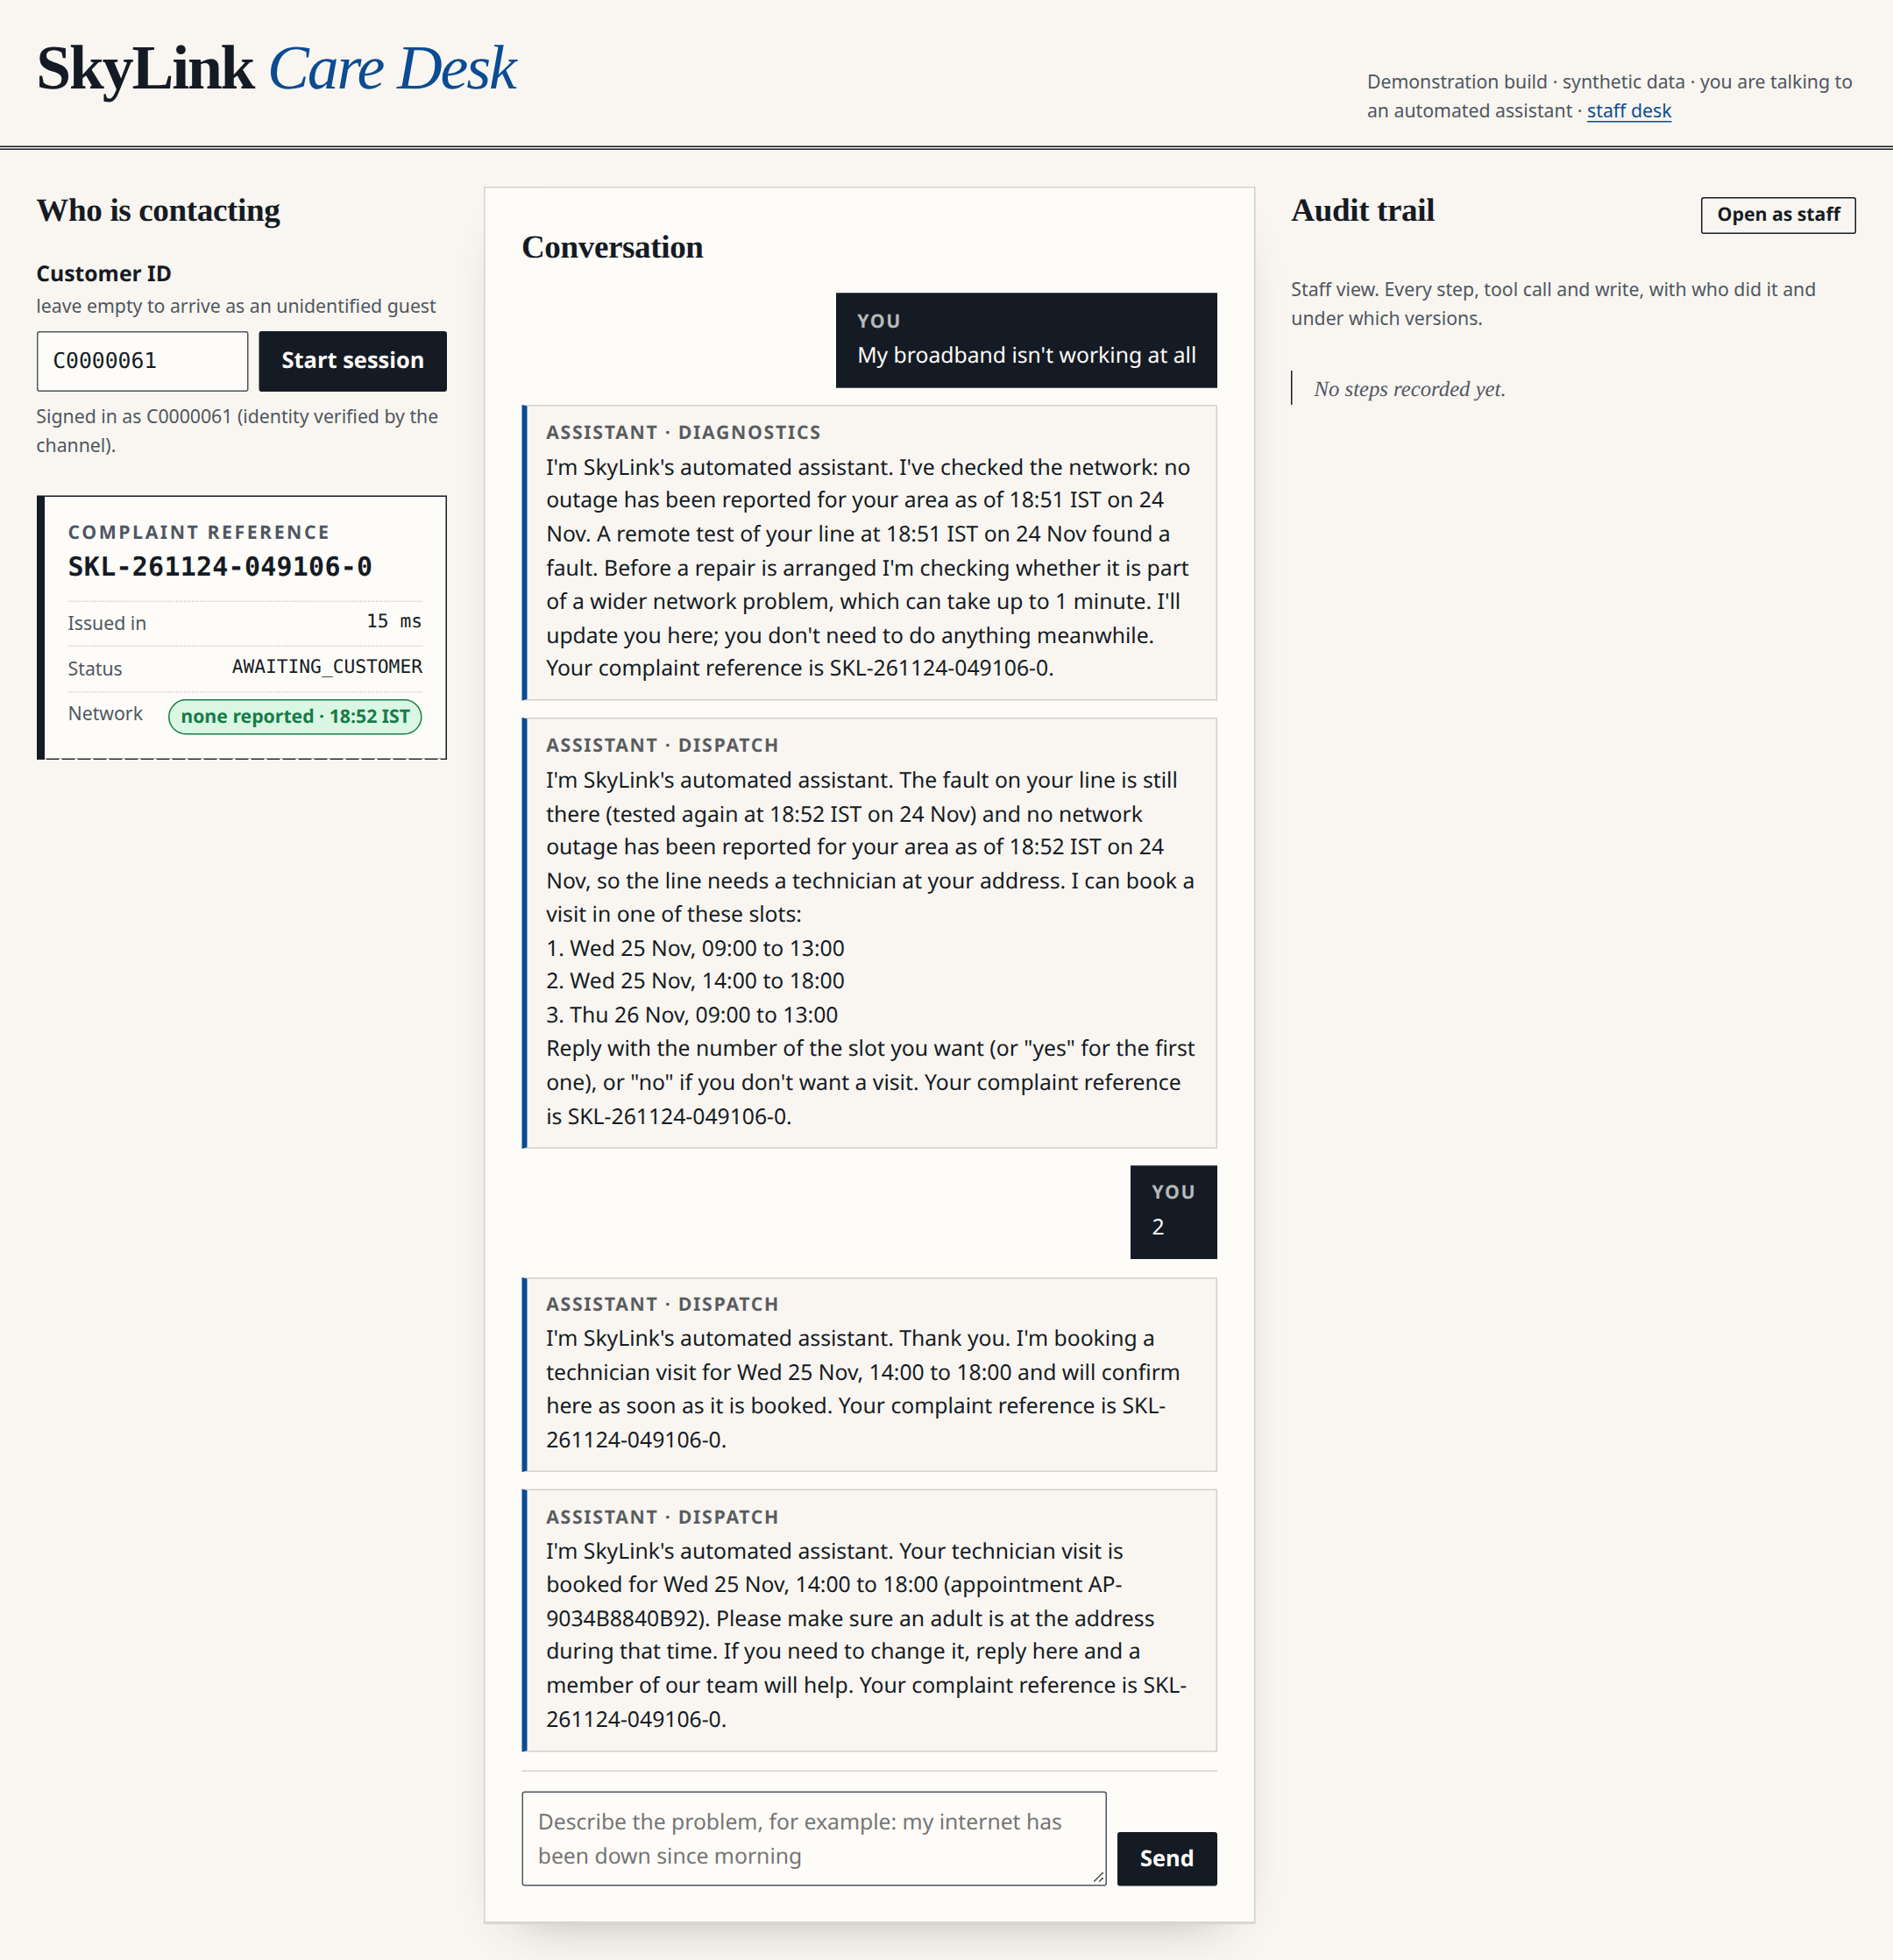 SkyLink Care Desk
Demonstration build · synthetic data · you are talking to
an automated assistant · staff desk
Who is contacting
Customer ID
leave empty to arrive as an unidentified guest
C0000061
Start session
Signed in as C0000061 (identity verified by the
channel).
COMPLAINT REFERENCE
SKL-261124-049106-0
Issued in 15 ms
Status AWAITING_CUSTOMER
Network none reported · 18:52 IST
Conversation
YOU
My broadband isn't working at all
ASSISTANT · DIAGNOSTICS
I'm SkyLink's automated assistant. I've checked the network: no
outage has been reported for your area as of 18:51 IST on 24
Nov. A remote test of your line at 18:51 IST on 24 Nov found a
fault. Before a repair is arranged I'm checking whether it is part
of a wider network problem, which can take up to 1 minute. I'll
update you here; you don't need to do anything meanwhile.
Your complaint reference is SKL-261124-049106-0.
ASSISTANT · DISPATCH
I'm SkyLink's automated assistant. The fault on your line is still
there (tested again at 18:52 IST on 24 Nov) and no network
outage has been reported for your area as of 18:52 IST on 24
Nov, so the line needs a technician at your address. I can book a
visit in one of these slots:
1. Wed 25 Nov, 09:00 to 13:00
2. Wed 25 Nov, 14:00 to 18:00
3. Thu 26 Nov, 09:00 to 13:00
Reply with the number of the slot you want (or "yes" for the first
one), or "no" if you don't want a visit. Your complaint reference
is SKL-261124-049106-0.
YOU
2
ASSISTANT · DISPATCH
I'm SkyLink's automated assistant. Thank you. I'm booking a
technician visit for Wed 25 Nov, 14:00 to 18:00 and will confirm
here as soon as it is booked. Your complaint reference is SKL-
261124-049106-0.
ASSISTANT · DISPATCH
I'm SkyLink's automated assistant. Your technician visit is
booked for Wed 25 Nov, 14:00 to 18:00 (appointment AP-
9034B8840B92). Please make sure an adult is at the address
during that time. If you need to change it, reply here and a
member of our team will help. Your complaint reference is SKL-
261124-049106-0.
Describe the problem, for example: my internet has
been down since morning
Send
Audit trail
Open as staff
Staff view. Every step, tool call and write, with who did it and
under which versions.
No steps recorded yet.